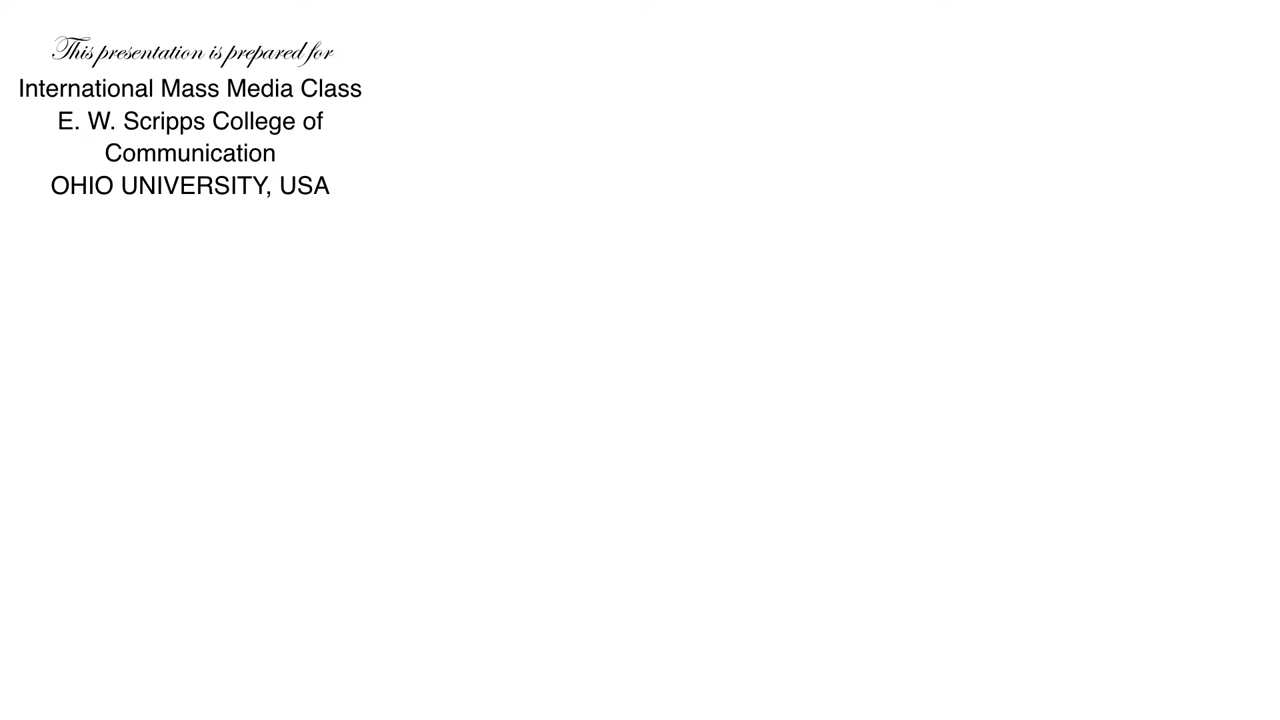 This presentation is prepared for
International Mass Media Class
E. W. Scripps College of
Communication
OHIO UNIVERSITY, USA